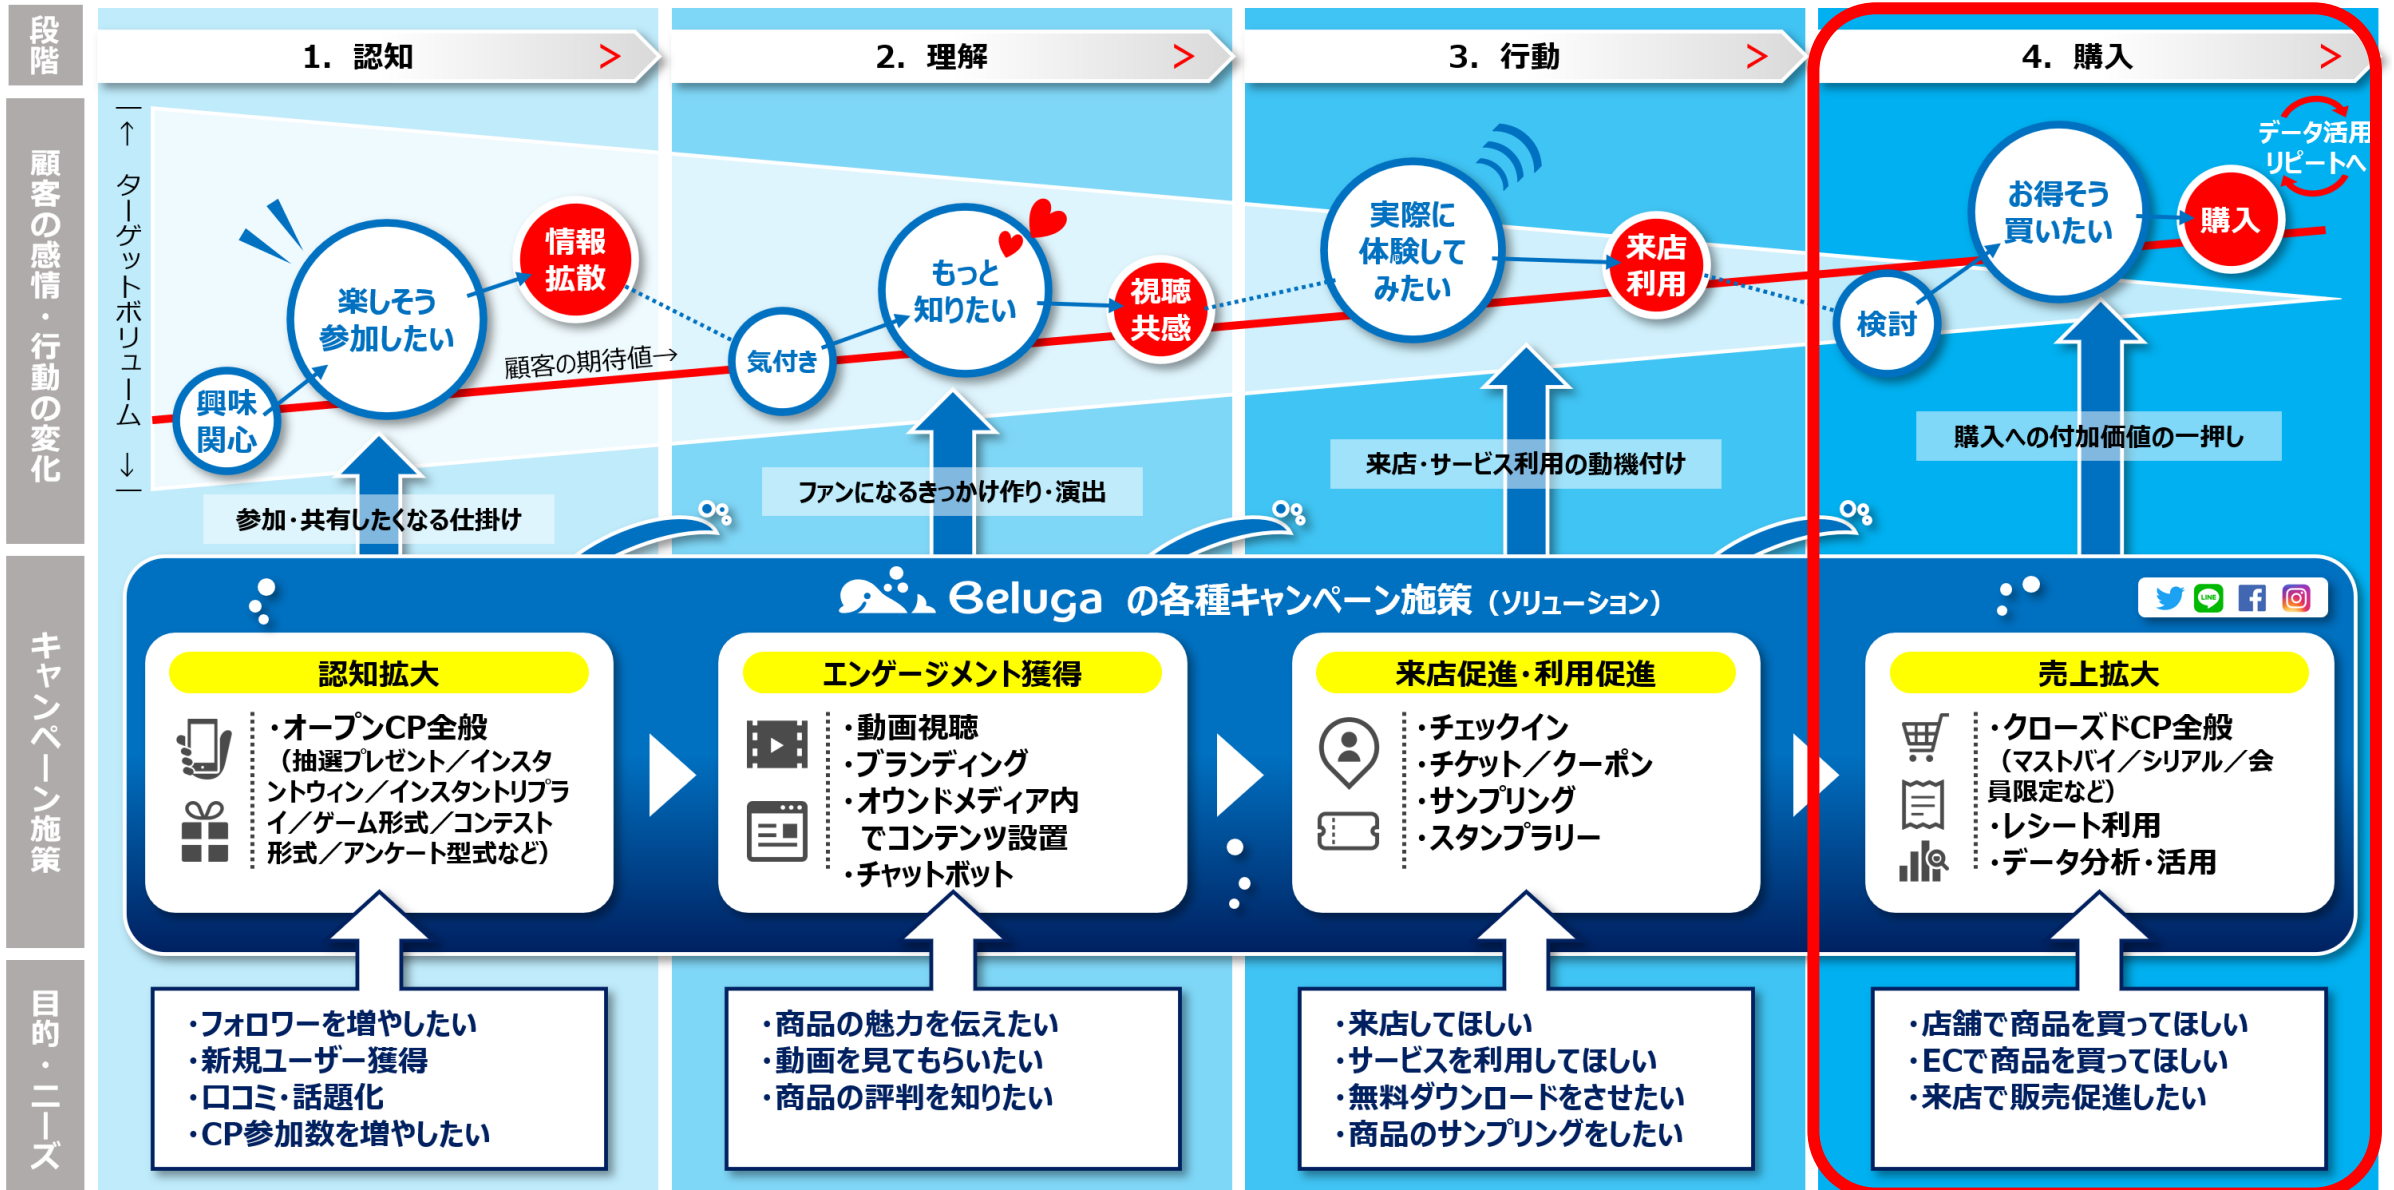 段階
1. 認知 >
2. 理解 >
3. 行動 >
4. 購入 >
顧客の感情・行動の変化
↑ ターゲットボリューム ↓
興味
関心
楽しそう
参加したい
情報
拡散
顧客の期待値→
参加・共有したくなる仕掛け
気付き
もっと
知りたい
視聴
共感
ファンになるきっかけ作り・演出
実際に
体験して
みたい
来店
利用
来店・サービス利用の動機付け
検討
お得そう
買いたい
購入
データ活用
リピートへ
購入への付加価値の一押し
キャンペーン施策
Beluga の各種キャンペーン施策（ソリューション）
LINE
認知拡大
・オープンCP全般
（抽選プレゼント／インスタ
ントウィン／インスタントリプラ
イ／ゲーム形式／コンテスト
形式／アンケート型式など）
エンゲージメント獲得
・動画視聴
・ブランディング
・オウンドメディア内
でコンテンツ設置
・チャットボット
来店促進・利用促進
・チェックイン
・チケット／クーポン
・サンプリング
・スタンプラリー
売上拡大
・クローズドCP全般
（マストバイ／シリアル／会
員限定など）
・レシート利用
・データ分析・活用
目的・ニーズ
・フォロワーを増やしたい
・新規ユーザー獲得
・口コミ・話題化
・CP参加数を増やしたい
・商品の魅力を伝えたい
・動画を見てもらいたい
・商品の評判を知りたい
・来店してほしい
・サービスを利用してほしい
・無料ダウンロードをさせたい
・商品のサンプリングをしたい
・店舗で商品を買ってほしい
・ECで商品を買ってほしい
・来店で販売促進したい